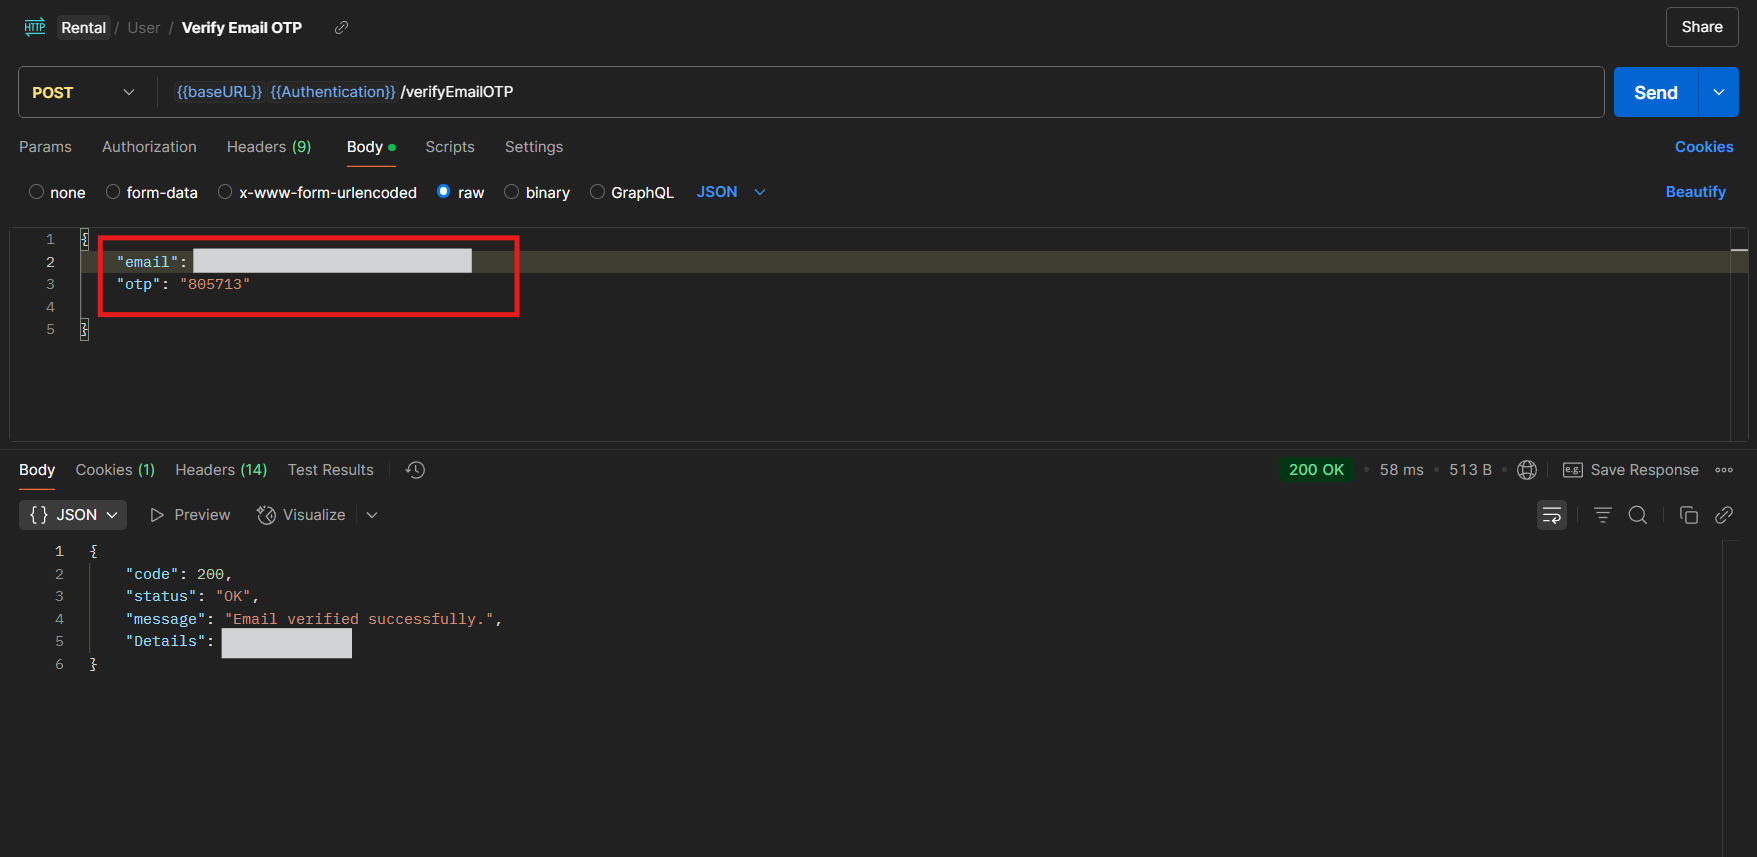 HTTP Rental / User / Verify Email OTP
Share
POST {{baseURL}} {{Authentication}} /verifyEmailOTP
Send
Params Authorization Headers (9) Body Scripts Settings
Cookies
none form-data x-www-form-urlencoded raw binary GraphQL JSON
Beautify
1 {
2 "email":
3 "otp": "805713"
4
5 }
Body Cookies (1) Headers (14) Test Results
200 OK • 58 ms • 513 B • e.g. Save Response
{} JSON Preview Visualize
1 {
2 "code": 200,
3 "status": "OK",
4 "message": "Email verified successfully.",
5 "Details":
6 }